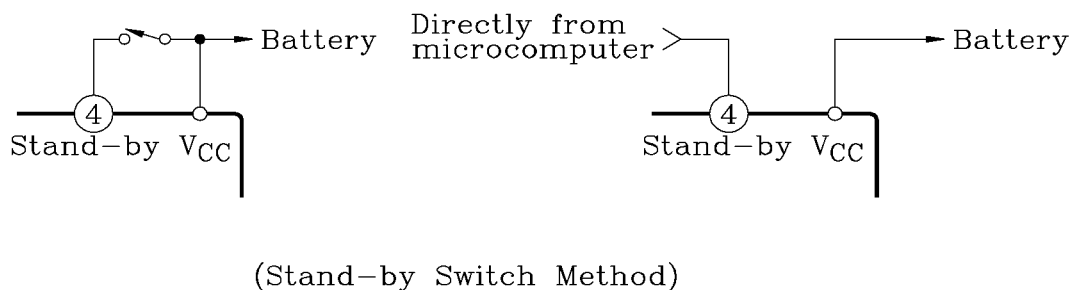 Battery
4
Stand-by VCC
Directly from
microcomputer
Battery
4
Stand-by VCC
(Stand-by Switch Method)